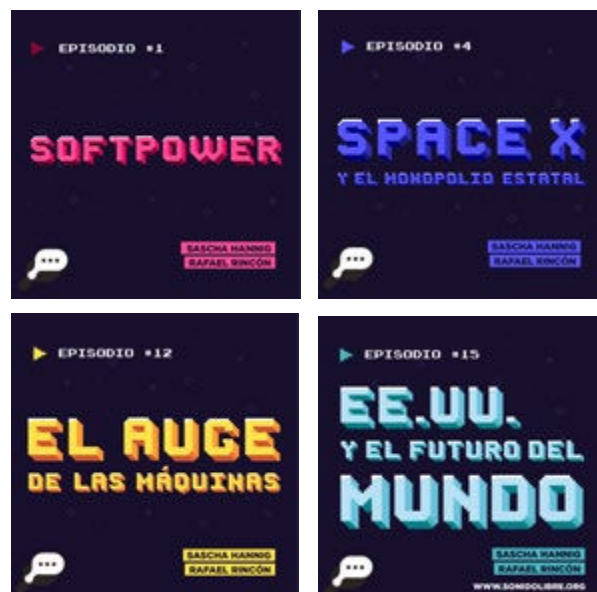 EPISODIO #1
SOFTPOWER
SASCHA HANNIG
RAFAEL RINCÓN
EPISODIO #4
SPACE X
Y EL MONOPOLIO ESTATAL
SASCHA HANNIG
RAFAEL RINCÓN
EPISODIO #12
EL AUGE
DE LAS MÁQUINAS
SASCHA HANNIG
RAFAEL RINCÓN
EPISODIO #15
EE.UU.
Y EL FUTURO DEL
MUNDO
SASCHA HANNIG
RAFAEL RINCÓN
WWW.SONIDOLIBRE.ORG